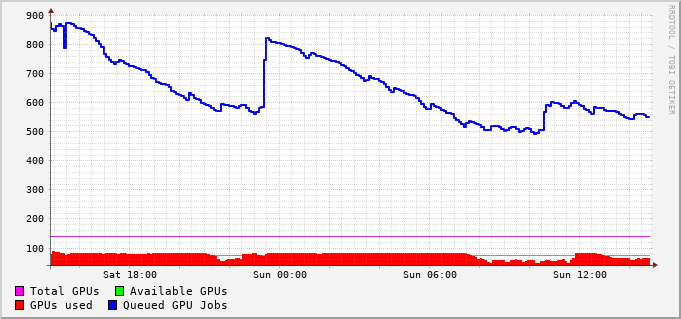 900
800
700
600
500
400
300
200
100
Sat 18:00 Sun 00:00 Sun 06:00 Sun 12:00
Total GPUs Available GPUs
GPUs used Queued GPU Jobs
RRDTOOL / TOBI OETIKER